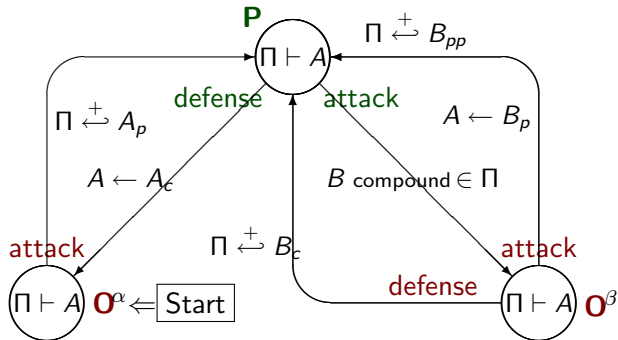 P
Π ⊢ A
Π ↩⁺ B_pp
defense
attack
Π ↩⁺ A_p
A ← B_p
A ← A_c
B compound ∈ Π
Π ↩⁺ B_c
attack
attack
defense
Π ⊢ A
O^α ⇐ Start
Π ⊢ A
O^β